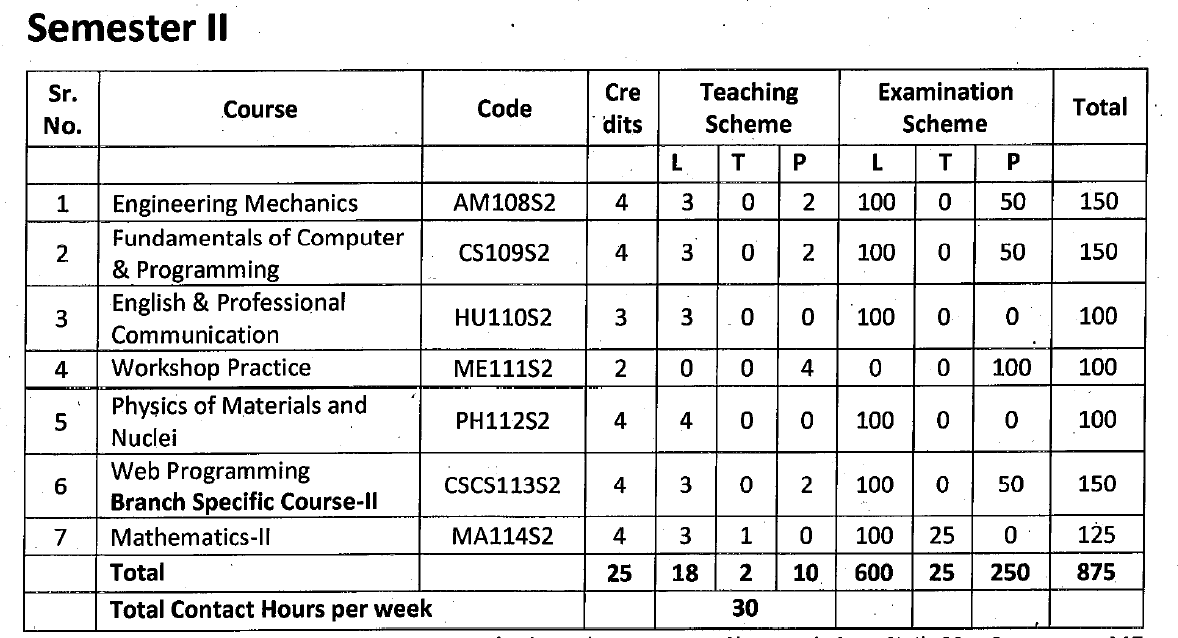 Semester II
Sr. No. Course Code Cre dits Teaching Scheme Examination Scheme Total
L T P L T P
1 Engineering Mechanics AM108S2 4 3 0 2 100 0 50 150
2 Fundamentals of Computer & Programming CS109S2 4 3 0 2 100 0 50 150
3 English & Professional Communication HU110S2 3 3 0 0 100 0 0 100
4 Workshop Practice ME111S2 2 0 0 4 0 0 100 100
5 Physics of Materials and Nuclei PH112S2 4 4 0 0 100 0 0 100
6 Web Programming Branch Specific Course-II CSCS113S2 4 3 0 2 100 0 50 150
7 Mathematics-II MA114S2 4 3 1 0 100 25 0 125
Total 25 18 2 10 600 25 250 875
Total Contact Hours per week 30